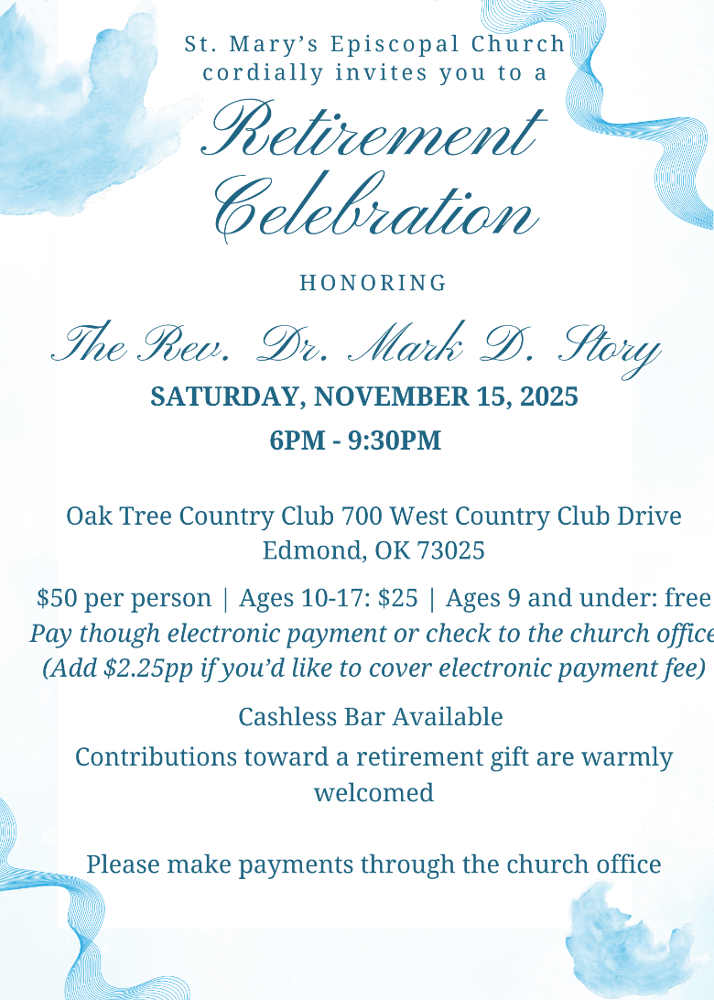 St. Mary’s Episcopal Church
cordially invites you to a
Retirement
Celebration
HONORING
The Rev. Dr. Mark D. Story
SATURDAY, NOVEMBER 15, 2025
6PM - 9:30PM
Oak Tree Country Club 700 West Country Club Drive
Edmond, OK 73025
$50 per person | Ages 10-17: $25 | Ages 9 and under: free
Pay though electronic payment or check to the church office
(Add $2.25pp if you’d like to cover electronic payment fee)
Cashless Bar Available
Contributions toward a retirement gift are warmly
welcomed
Please make payments through the church office